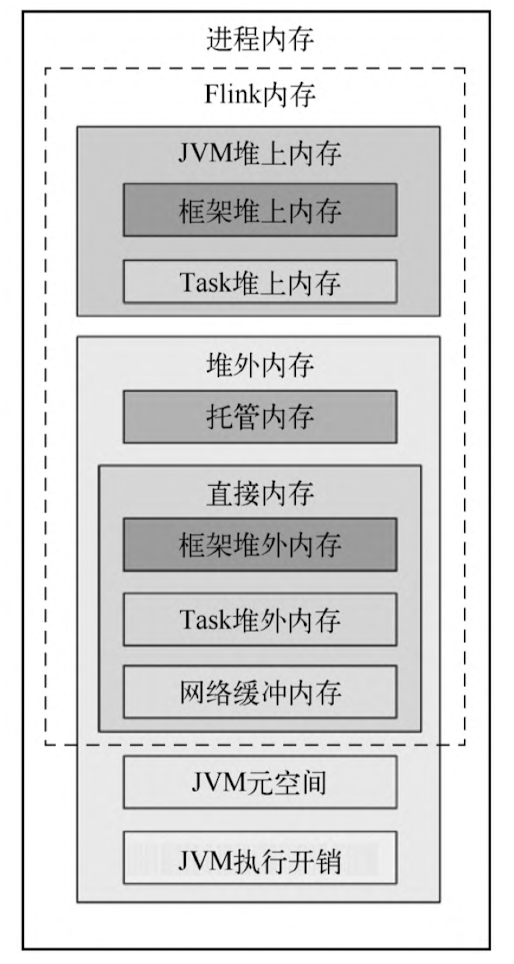 进程内存
Flink内存
JVM堆上内存
框架堆上内存
Task堆上内存
堆外内存
托管内存
直接内存
框架堆外内存
Task堆外内存
网络缓冲内存
JVM元空间
JVM执行开销